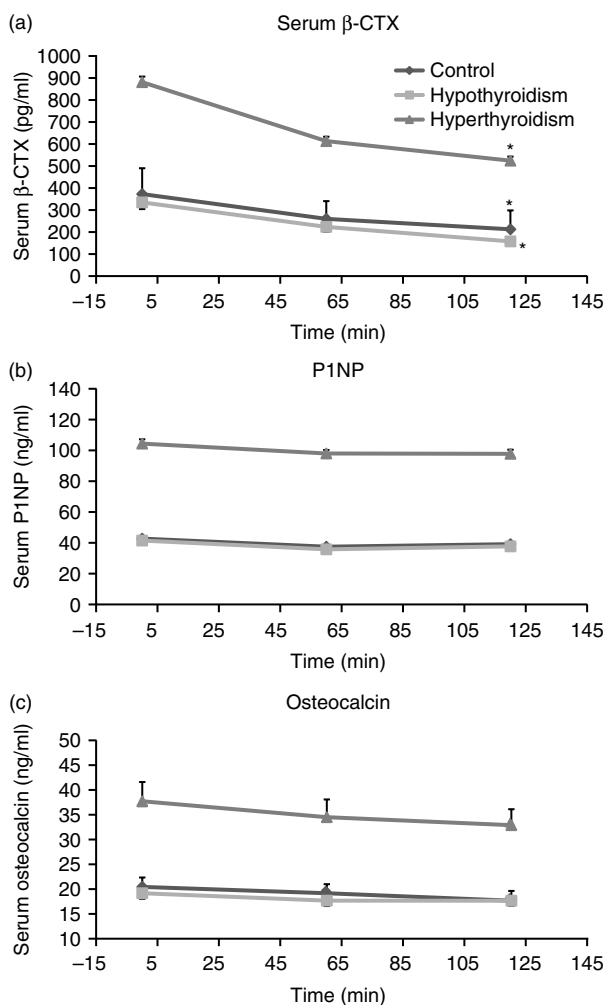 (a)
Serum β-CTX
1000
900
800
700
600
500
400
300
200
100
0
Serum β-CTX (pg/ml)
Control
Hypothyroidism
Hyperthyroidism
*
*
*
–15 5 25 45 65 85 105 125 145
Time (min)
(b)
P1NP
140
120
100
80
60
40
20
0
Serum P1NP (ng/ml)
–15 5 25 45 65 85 105 125 145
Time (min)
(c)
Osteocalcin
50
45
40
35
30
25
20
15
10
Serum osteocalcin (ng/ml)
–15 5 25 45 65 85 105 125 145
Time (min)